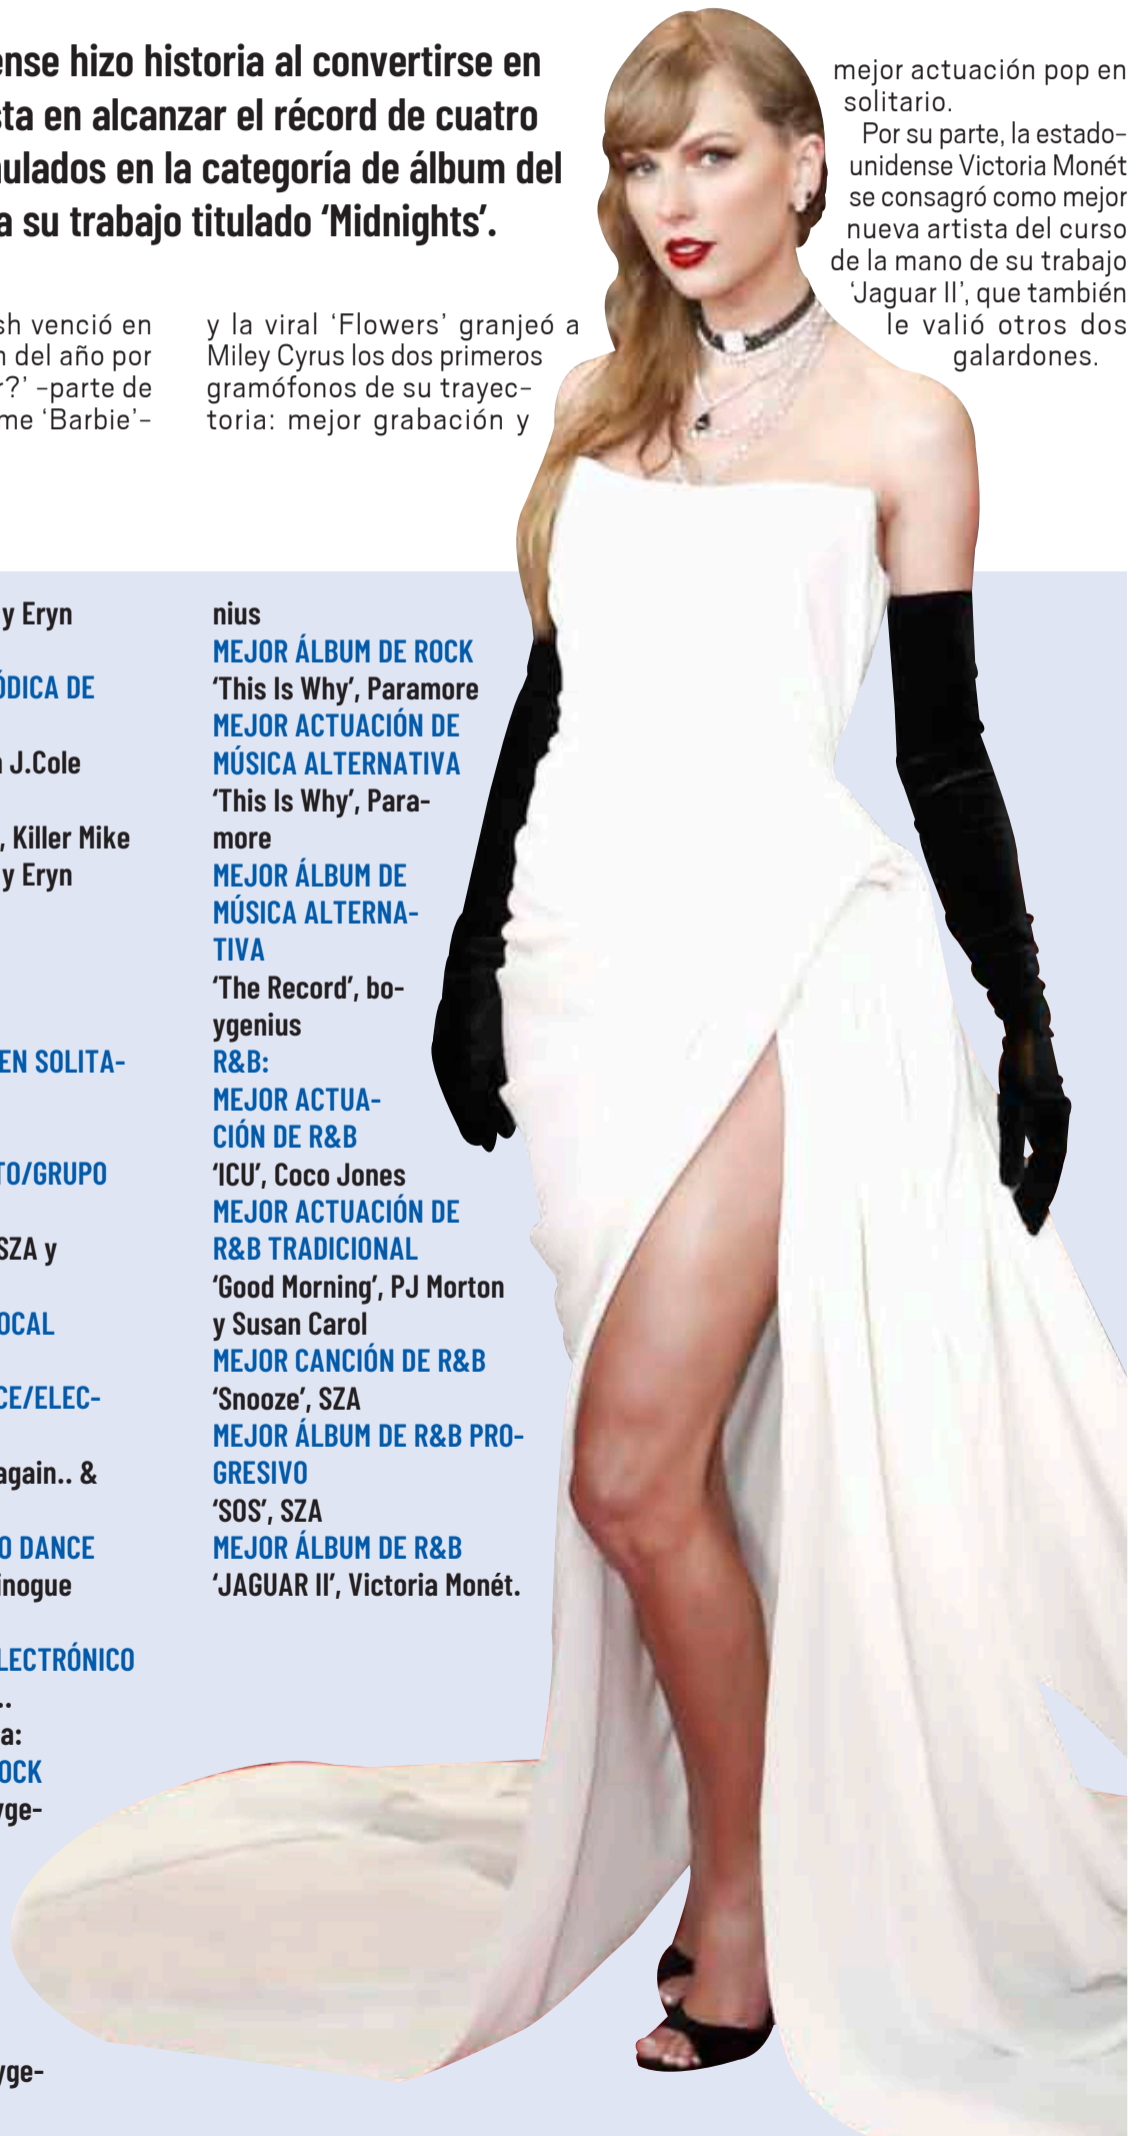 ense hizo historia al convertirse en
sta en alcanzar el récord de cuatro
nulados en la categoría de álbum del
a su trabajo titulado ‘Midnights’.
sh venció en
n del año por
r?’ –parte de
me ‘Barbie’–
y la viral ‘Flowers’ granjeó a
Miley Cyrus los dos primeros
gramófonos de su trayec-
toria: mejor grabación y
mejor actuación pop en
solitario.
Por su parte, la estado-
unidense Victoria Monét
se consagró como mejor
nueva artista del curso
de la mano de su trabajo
‘Jaguar II’, que también
le valió otros dos
galardones.
y Eryn
ÓDICA DE
J.Cole
, Killer Mike
y Eryn
EN SOLITA-
TO/GRUPO
SZA y
OCAL
CE/ELEC-
again.. &
O DANCE
inogue
LECTRÓNICO
..
a:
OCK
yge-
yge-
nius
MEJOR ÁLBUM DE ROCK
‘This Is Why’, Paramore
MEJOR ACTUACIÓN DE
MÚSICA ALTERNATIVA
‘This Is Why’, Para-
more
MEJOR ÁLBUM DE
MÚSICA ALTERNA-
TIVA
‘The Record’, bo-
ygenius
R&B:
MEJOR ACTUA-
CIÓN DE R&B
‘ICU’, Coco Jones
MEJOR ACTUACIÓN DE
R&B TRADICIONAL
‘Good Morning’, PJ Morton
y Susan Carol
MEJOR CANCIÓN DE R&B
‘Snooze’, SZA
MEJOR ÁLBUM DE R&B PRO-
GRESIVO
‘SOS’, SZA
MEJOR ÁLBUM DE R&B
‘JAGUAR II’, Victoria Monét.